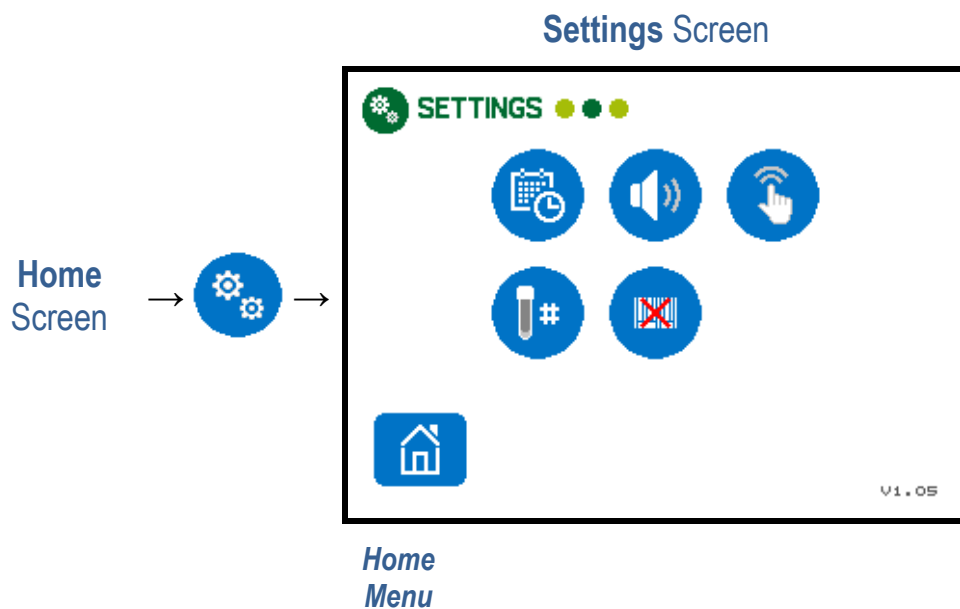 Settings Screen
SETTINGS
Home
Screen
→
→
#
V1.05
Home
Menu